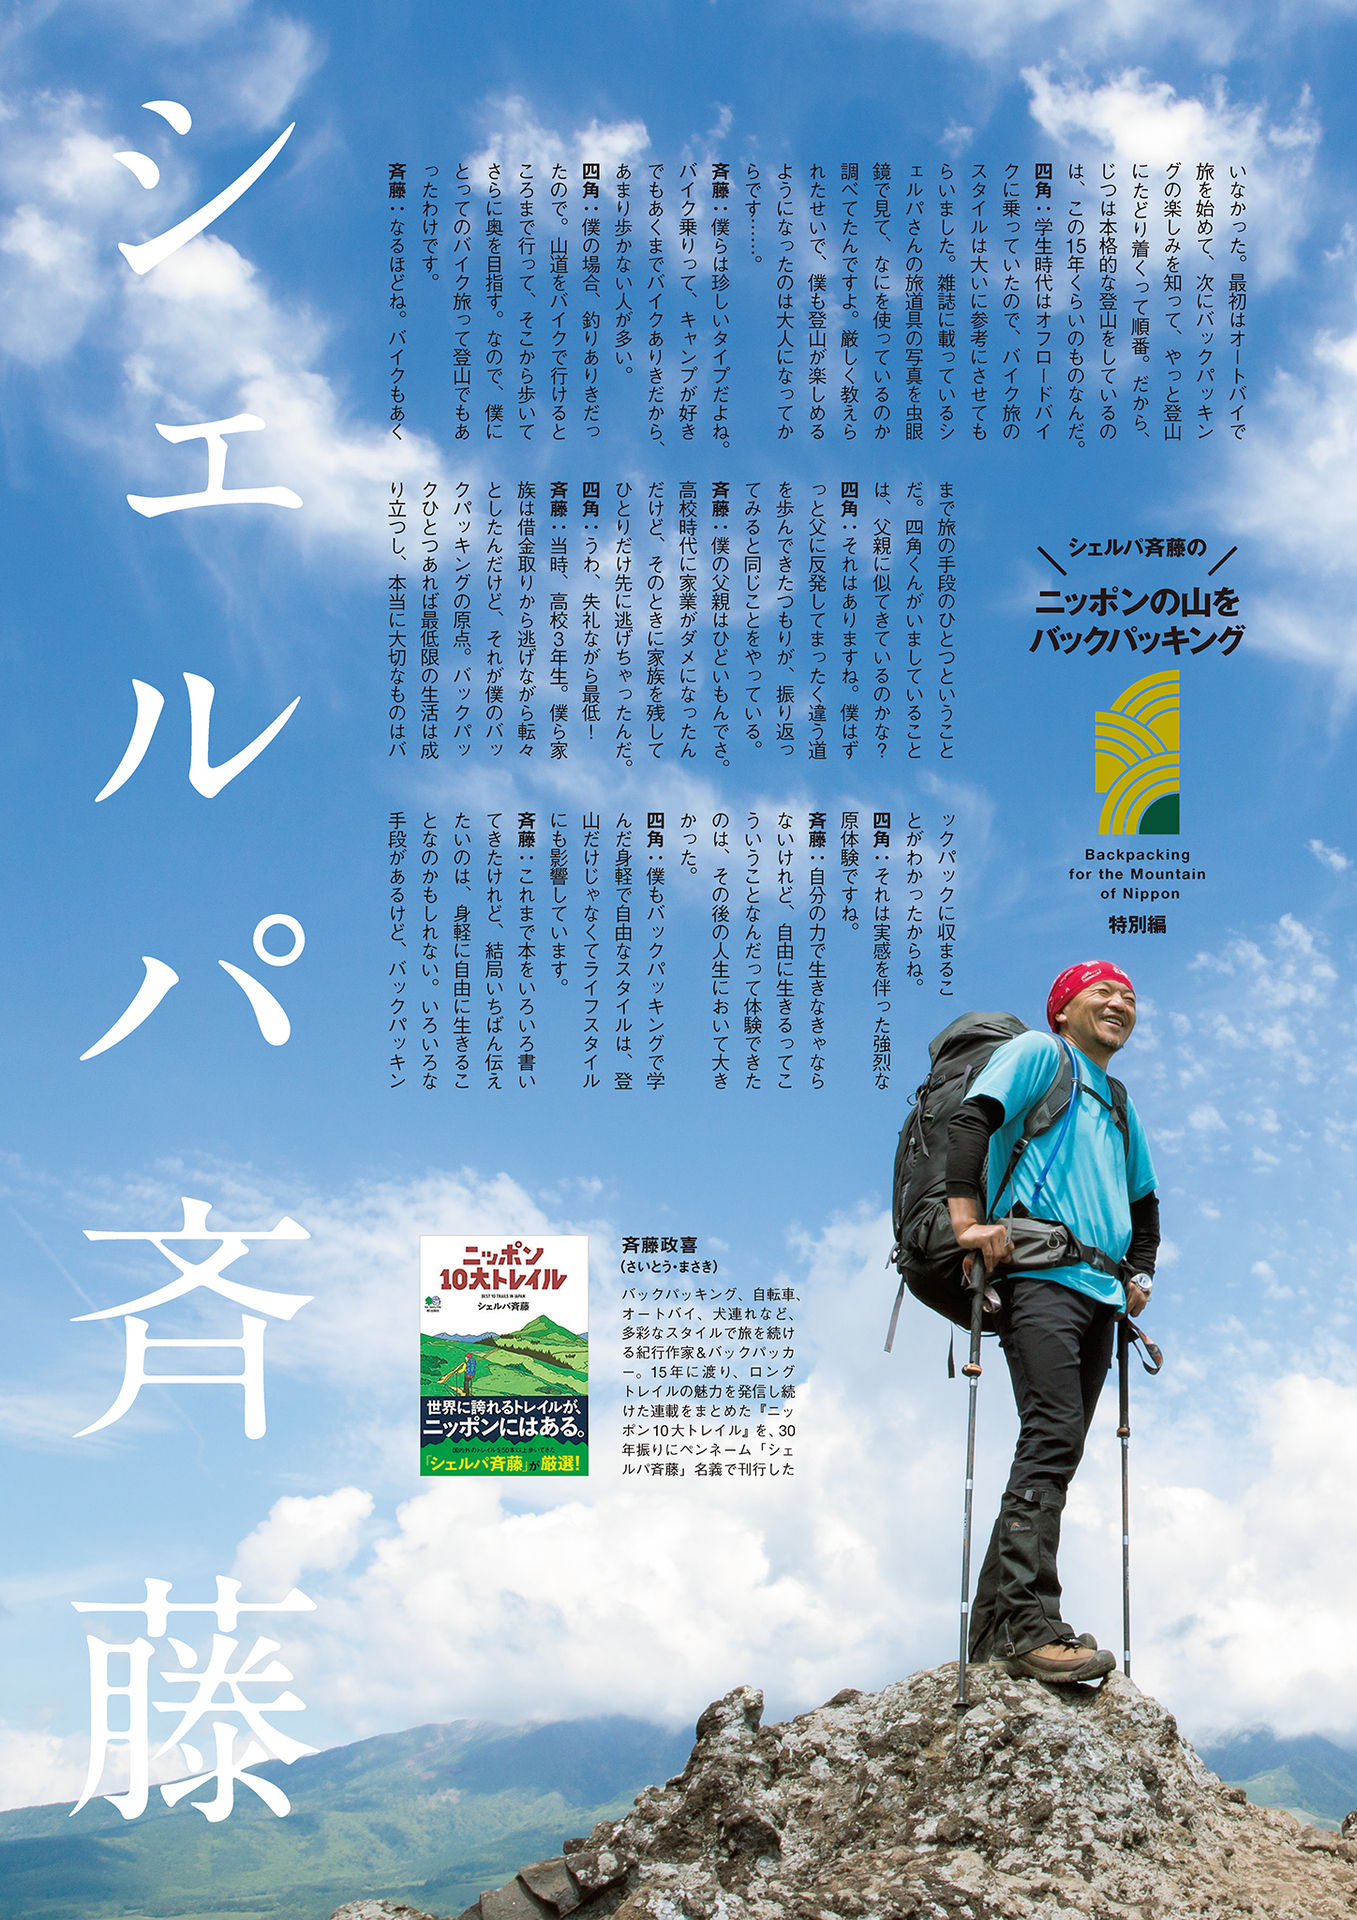 シェルパ斉藤
いなかった。最初はオートバイで
旅を始めて、次にバックパッキン
グの楽しみを知って、やっと登山
にたどり着くって順番。だから、
じつは本格的な登山をしているの
は、この15年くらいのものなんだ。
四角:学生時代はオフロードバイ
クに乗っていたので、バイク旅の
スタイルは大いに参考にさせても
らいました。雑誌に載っているシ
ェルパさんの旅道具の写真を虫眼
鏡で見て、なにを使っているのか
調べてたんですよ。厳しく教えら
れたせいで、僕も登山が楽しめる
ようになったのは大人になってか
らです……。
斉藤:僕らは珍しいタイプだよね。
バイク乗りって、キャンプが好き
でもあくまでバイクありきだから、
あまり歩かない人が多い。
四角:僕の場合、釣りありきだっ
たので。山道をバイクで行けると
ころまで行って、そこから歩いて
さらに奥を目指す。なので、僕に
とってのバイク旅って登山でもあ
ったわけです。
斉藤:なるほどね。バイクもあく
まで旅の手段のひとつということ
だ。四角くんがいましていること
は、父親に似てきているのかな?
四角:それはありますね。僕はず
っと父に反発してまったく違う道
を歩んできたつもりが、振り返っ
てみると同じことをやっている。
斉藤:僕の父親はひどいもんでさ。
高校時代に家業がダメになったん
だけど、そのときに家族を残して
ひとりだけ先に逃げちゃったんだ。
四角:うわ、失礼ながら最低!
斉藤:当時、高校3年生。僕ら家
族は借金取りから逃げながら転々
としたんだけど、それが僕のバッ
クパッキングの原点。バックパッ
クひとつあれば最低限の生活は成
り立つし、本当に大切なものはバ
ックパックに収まるこ
とがわかったからね。
四角:それは実感を伴った強烈な
原体験ですね。
斉藤:自分の力で生きなきゃなら
ないけれど、自由に生きるってこ
ういうことなんだって体験できた
のは、その後の人生において大き
かった。
四角:僕もバックパッキングで学
んだ身軽で自由なスタイルは、登
山だけじゃなくてライフスタイル
にも影響しています。
斉藤:これまで本をいろいろ書い
てきたけれど、結局いちばん伝え
たいのは、身軽に自由に生きるこ
となのかもしれない。いろいろな
手段があるけど、バックパッキン
シェルパ斉藤の
ニッポンの山を
バックパッキング
Backpacking
for the Mountain
of Nippon
特別編
ニッポン
10大トレイル
BEST 10 TRAILS IN JAPAN
シェルパ斉藤
世界に誇れるトレイルが、
ニッポンにはある。
国内外のトレイルを50本以上歩いてきた
「シェルパ斉藤」が厳選!
斉藤政喜
(さいとう・まさき)
バックパッキング、自転車、
オートバイ、犬連れなど、
多彩なスタイルで旅を続け
る紀行作家&バックパッカ
ー。15年に渡り、ロング
トレイルの魅力を発信し続
けた連載をまとめた『ニッ
ポン10大トレイル』を、30
年振りにペンネーム「シェ
ルパ斉藤」名義で刊行した